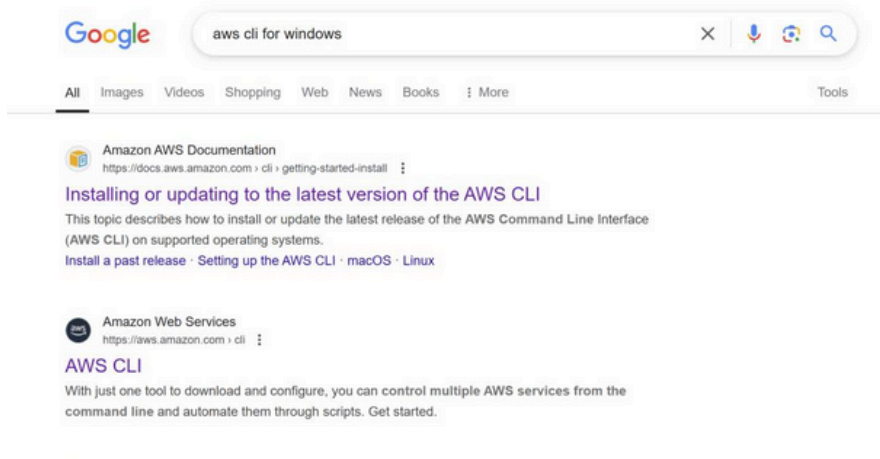 Google
aws cli for windows
All Images Videos Shopping Web News Books More Tools
Amazon AWS Documentation
https://docs.aws.amazon.com › cli › getting-started-install
Installing or updating to the latest version of the AWS CLI
This topic describes how to install or update the latest release of the AWS Command Line Interface
(AWS CLI) on supported operating systems.
Install a past release · Setting up the AWS CLI · macOS · Linux
aws
Amazon Web Services
https://aws.amazon.com › cli
AWS CLI
With just one tool to download and configure, you can control multiple AWS services from the
command line and automate them through scripts. Get started.